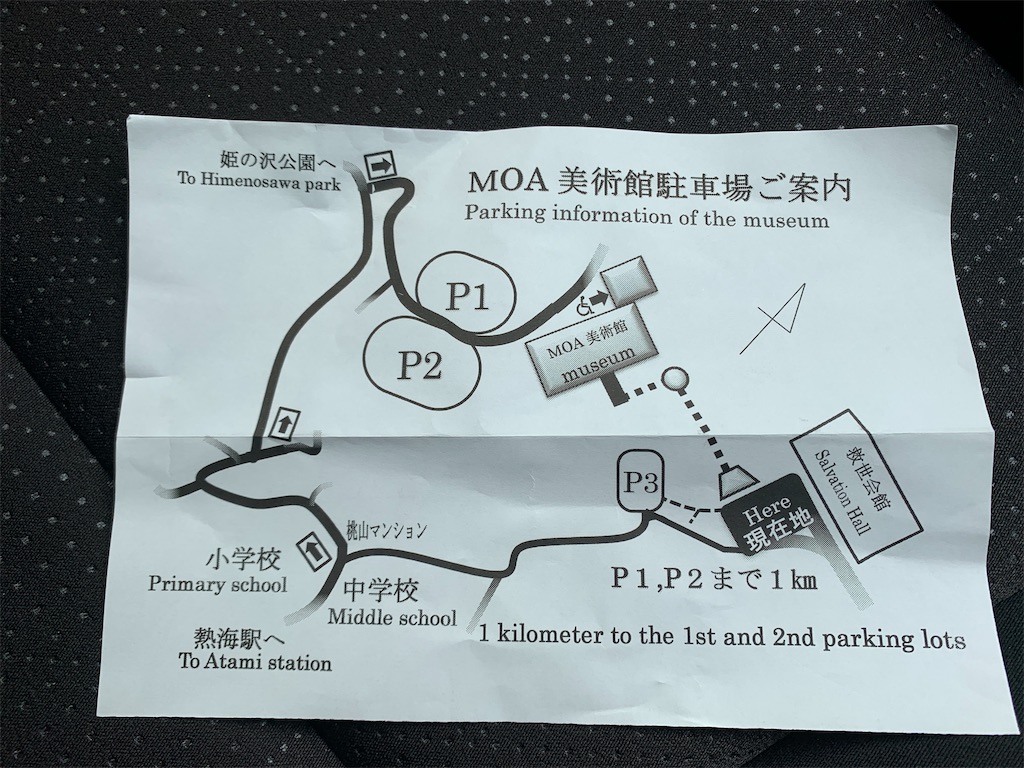 姫の沢公園へ
To Himenosawa park
MOA 美術館駐車場ご案内
Parking information of the museum
P1
P2
MOA 美術館
museum
P3
Here
現在地
救世会館
Salvation Hall
桃山マンション
小学校
Primary school
中学校
Middle school
熱海駅へ
To Atami station
P1,P2まで1km
1 kilometer to the 1st and 2nd parking lots